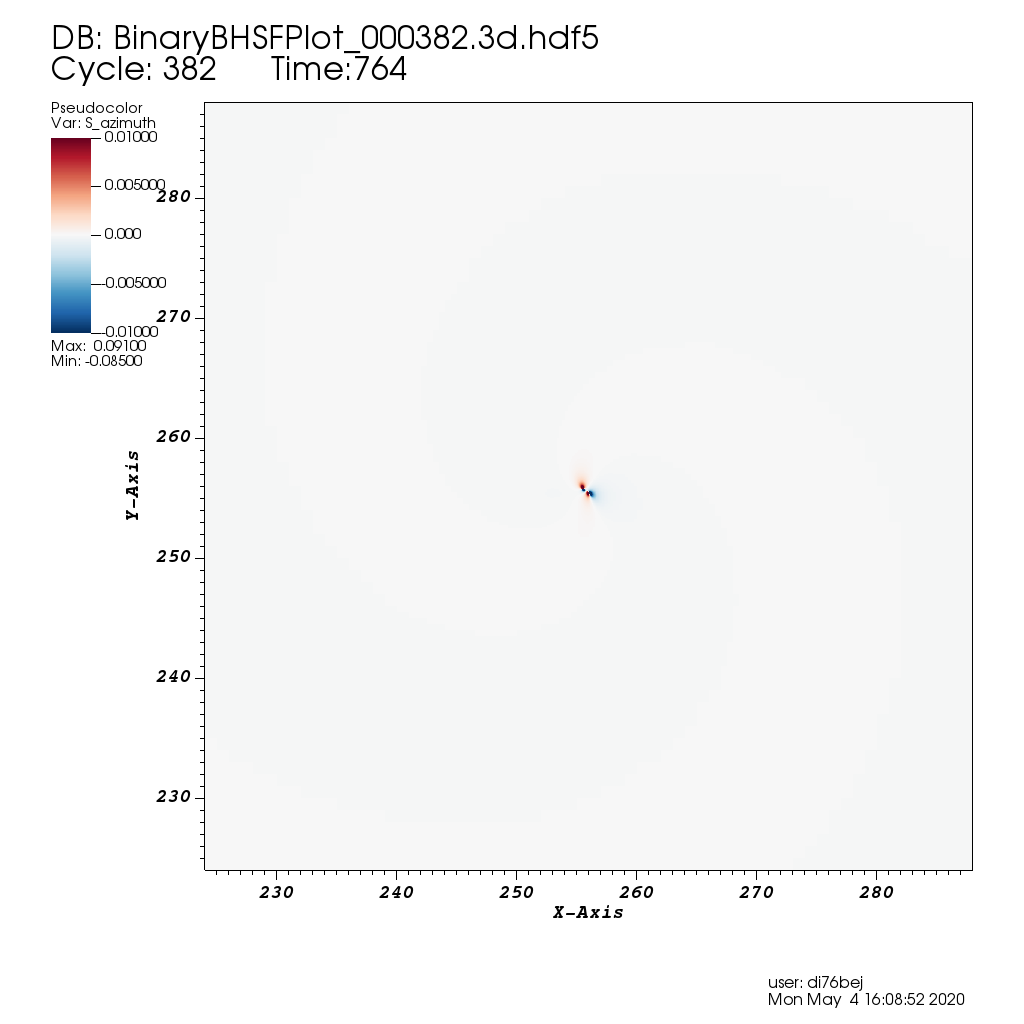 DB: BinaryBHSFPlot_000382.3d.hdf5
Cycle: 382 Time:764
Pseudocolor
Var: S_azimuth
0.01000
0.005000
0.000
-0.005000
-0.01000
Max: 0.09100
Min: -0.08500
280
270
260
250
240
230
Y-Axis
230 240 250 260 270 280
X-Axis
user: di76bej
Mon May 4 16:08:52 2020